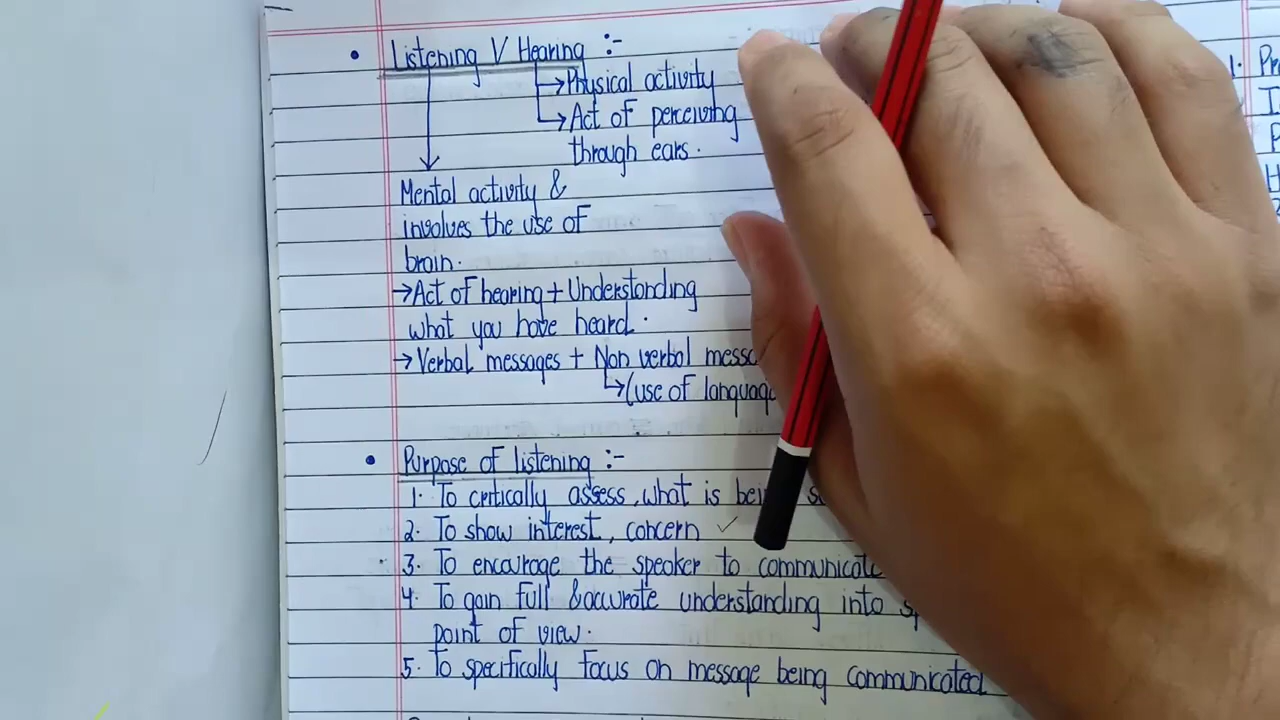 • Listening V Hearing :-
→Physical activity
→Act of perceiving
through ears.
Mental activity &
involves the use of
brain.
→Act of hearing + Understanding
what you have heard.
→Verbal messages + Non verbal
→(use of language
• Purpose of listening :-
1. To critically assess, what is
2. To show interest, concern ✓
3. To encourage the speaker to communicate
4. To gain full & accurate understanding into
point of view.
5. To specifically focus on message being communicated
1.